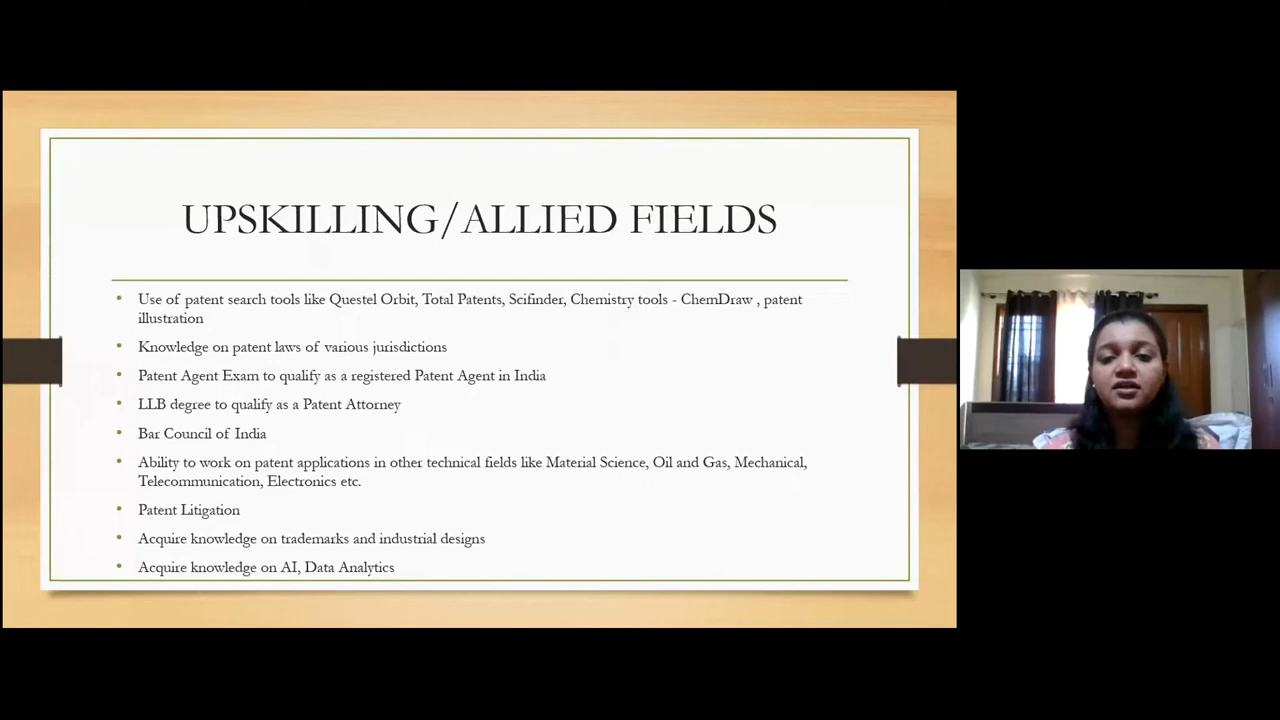 UPSKILLING/ALLIED FIELDS
• Use of patent search tools like Questel Orbit, Total Patents, Scifinder, Chemistry tools - ChemDraw , patent
illustration
• Knowledge on patent laws of various jurisdictions
• Patent Agent Exam to qualify as a registered Patent Agent in India
• LLB degree to qualify as a Patent Attorney
• Bar Council of India
• Ability to work on patent applications in other technical fields like Material Science, Oil and Gas, Mechanical,
Telecommunication, Electronics etc.
• Patent Litigation
• Acquire knowledge on trademarks and industrial designs
• Acquire knowledge on AI, Data Analytics